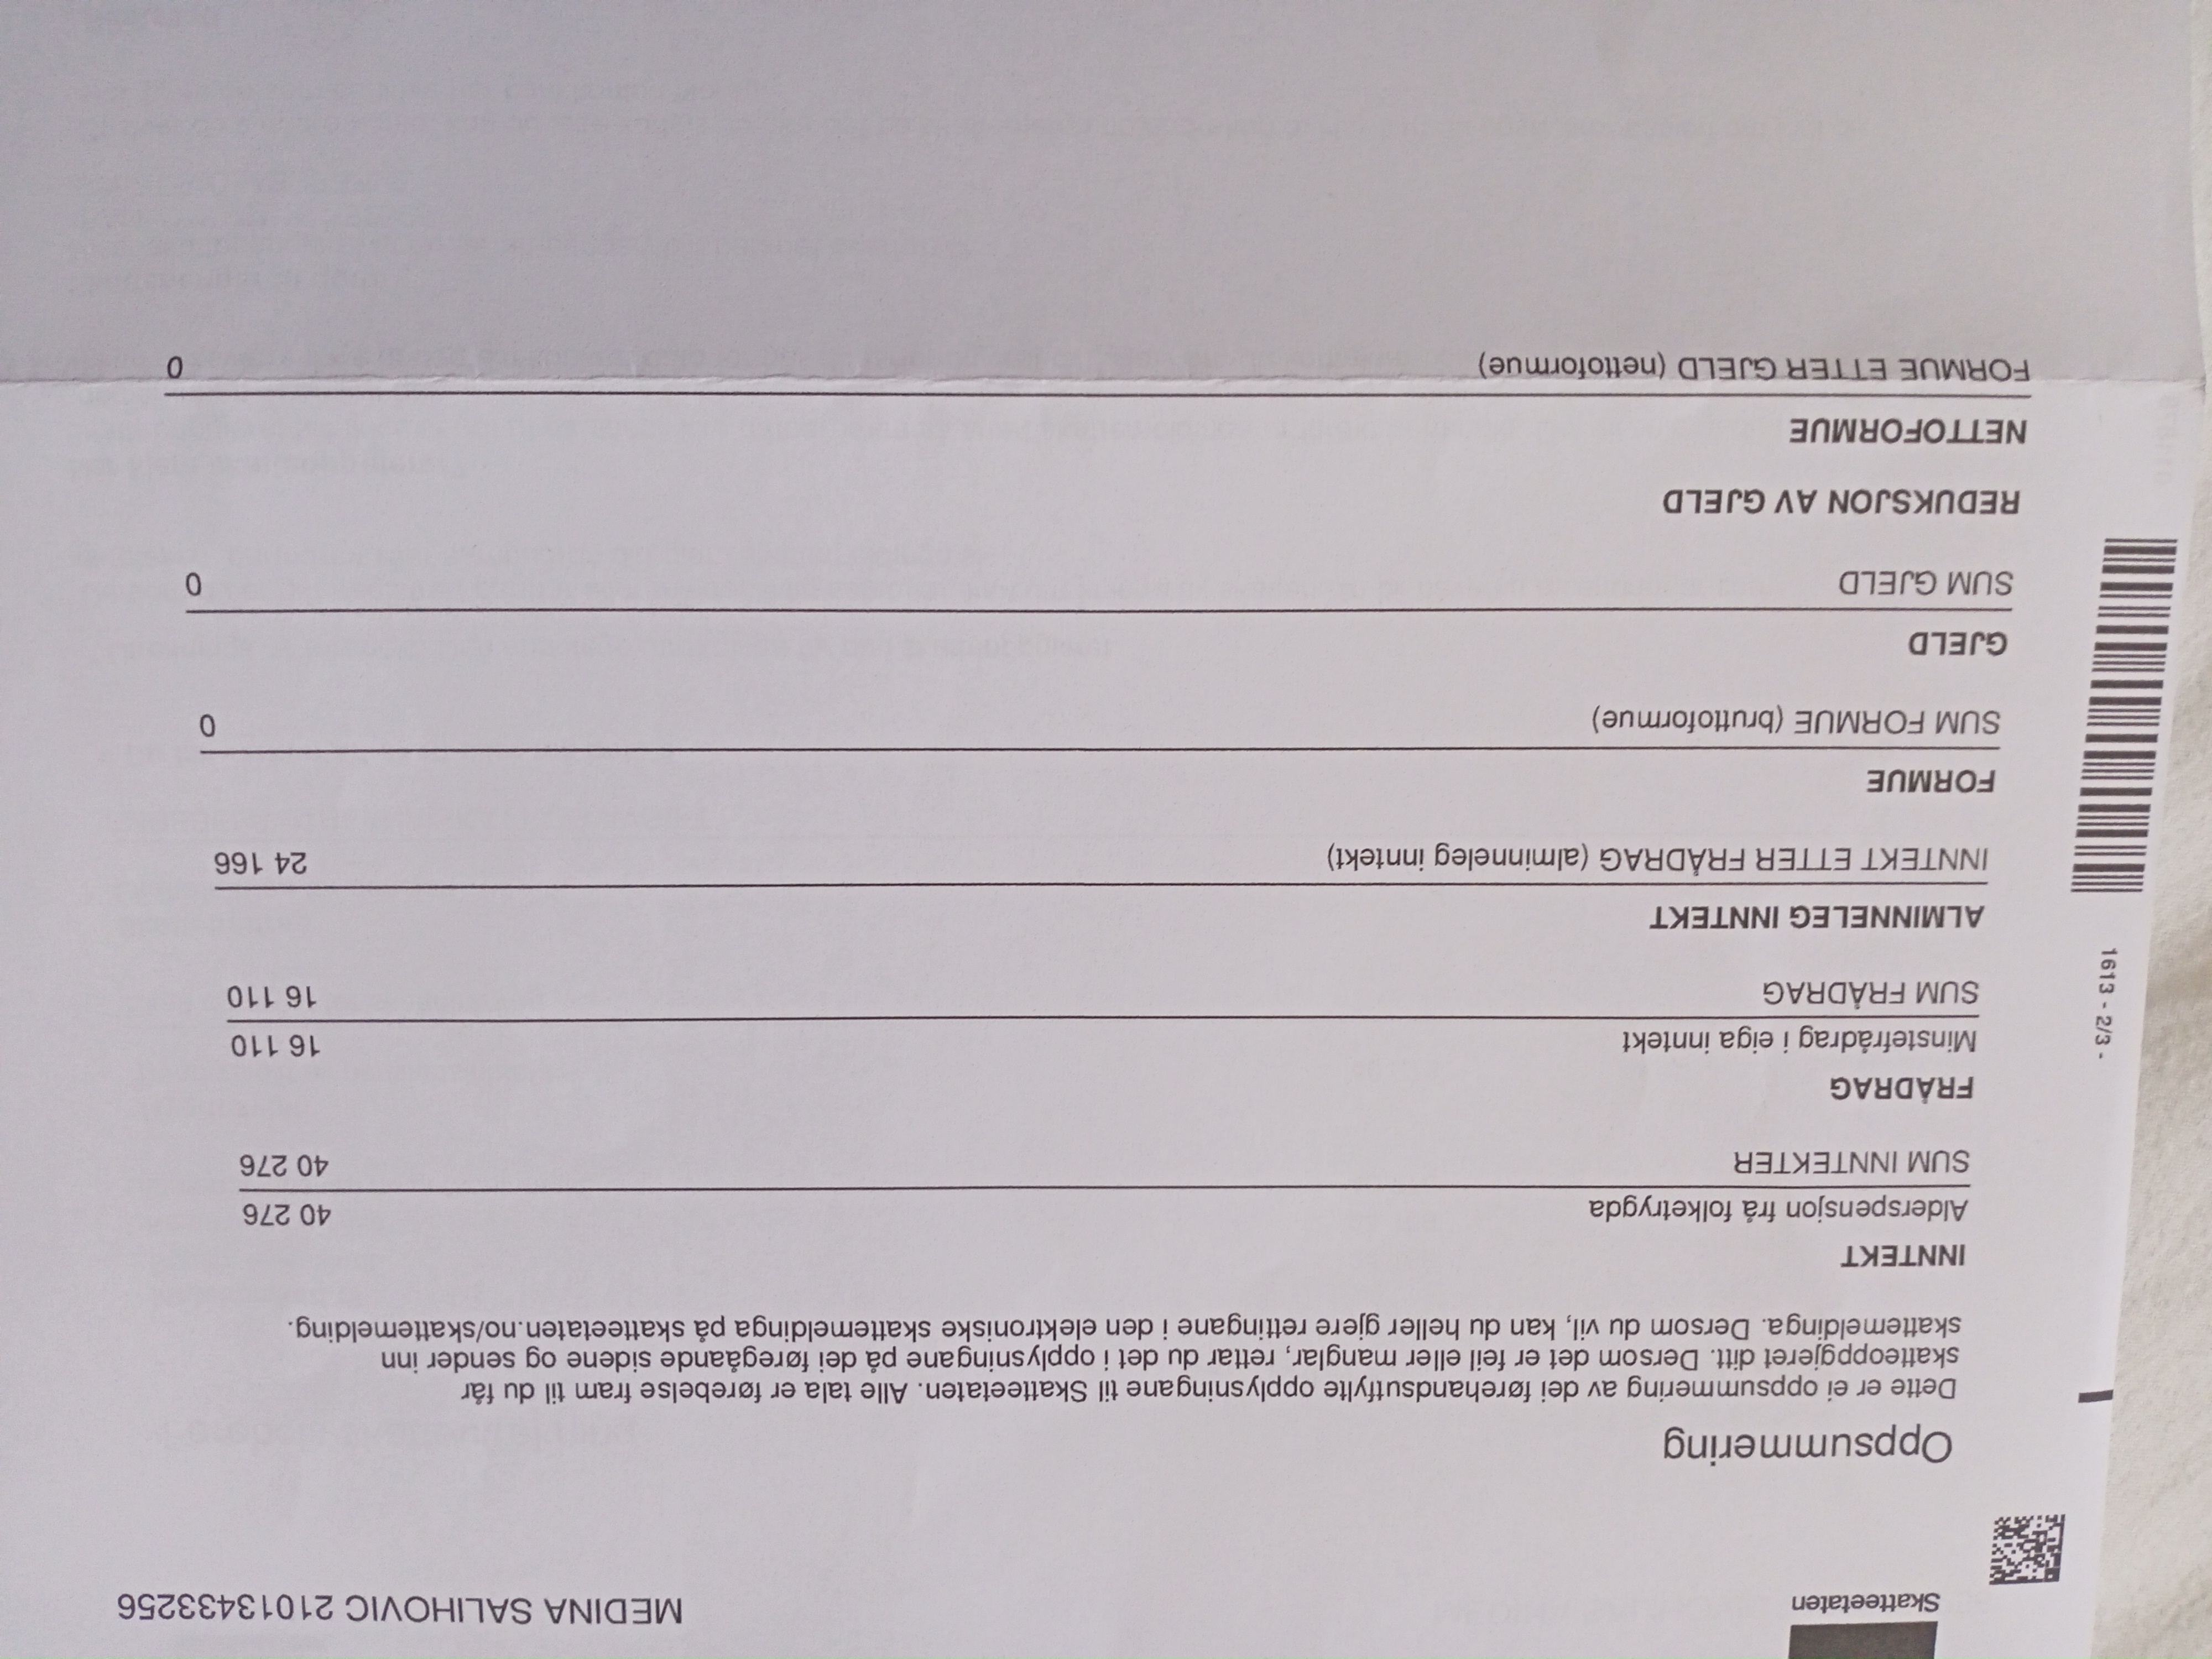 Skatteetaten
MEDINA SALIHOVIC 21013433256
Oppsummering
Dette er ei oppsummering av dei førehandsutfylte opplysningane til Skatteetaten. Alle tala er førebelse fram til du får
skatteoppgjeret ditt. Dersom det er feil eller manglar, rettar du det i opplysningane på dei føregåande sidene og sender inn
skattemeldinga. Dersom du vil, kan du heller gjere rettingane i den elektroniske skattemeldinga på skatteetaten.no/skattemelding.
INNTEKT
Alderspensjon frå folketrygda 40 276
SUM INNTEKTER 40 276
FRÅDRAG
Minstefrådrag i eiga inntekt 16 110
SUM FRÅDRAG 16 110
1613 - 2/3 -
ALMINNELEG INNTEKT
INNTEKT ETTER FRÅDRAG (alminneleg inntekt) 24 166
FORMUE
SUM FORMUE (bruttoformue) 0
GJELD
SUM GJELD 0
REDUKSJON AV GJELD
NETTOFORMUE
FORMUE ETTER GJELD (nettoformue) 0